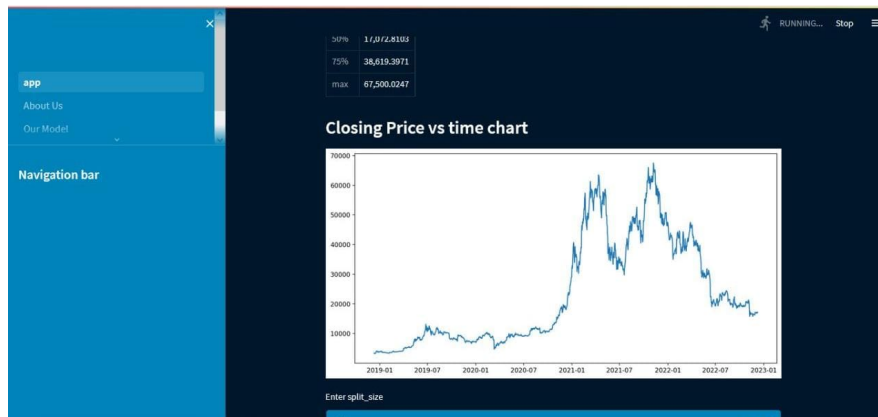 RUNNING... Stop
app
About Us
Our Model
Navigation bar
50% 17,072.8103
75% 38,619.3971
max 67,500.0247
Closing Price vs time chart
70000
60000
50000
40000
30000
20000
10000
2019-01 2019-07 2020-01 2020-07 2021-01 2021-07 2022-01 2022-07 2023-01
Enter split_size